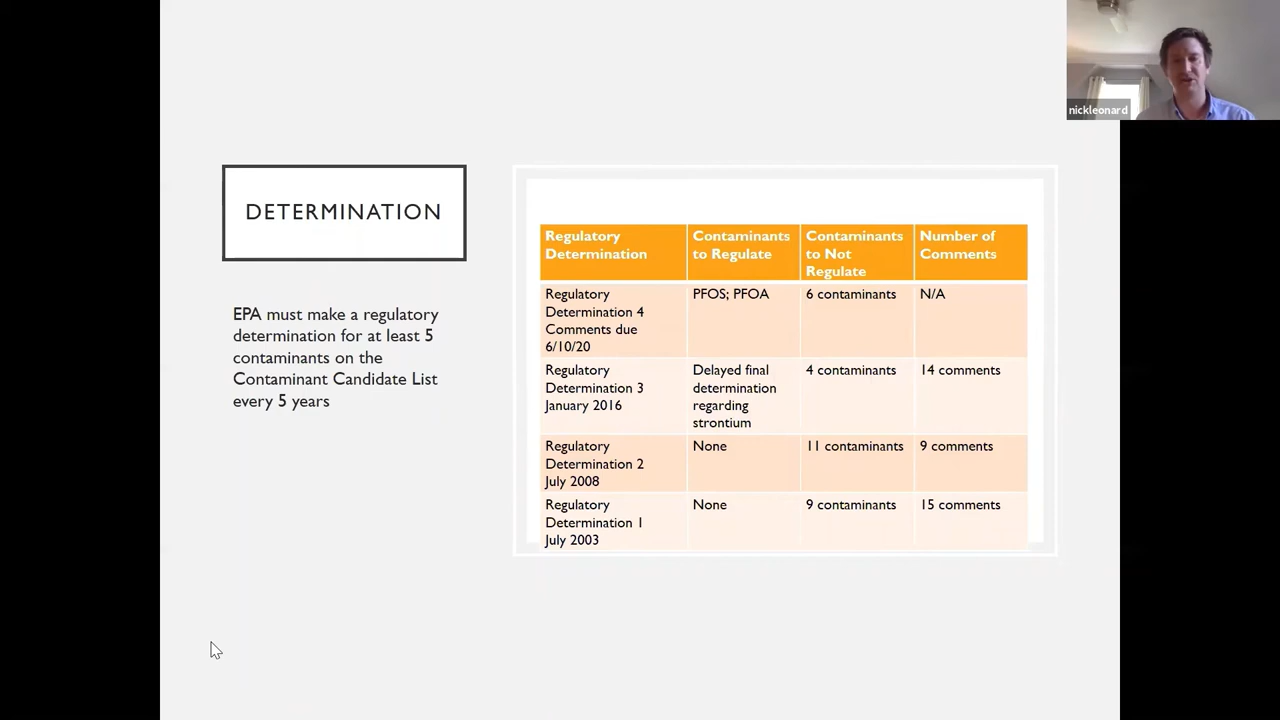 nickleonard
DETERMINATION
EPA must make a regulatory
determination for at least 5
contaminants on the
Contaminant Candidate List
every 5 years
Regulatory Determination
Contaminants to Regulate
Contaminants to Not Regulate
Number of Comments
Regulatory Determination 4 Comments due 6/10/20
PFOS; PFOA
6 contaminants
N/A
Regulatory Determination 3 January 2016
Delayed final determination regarding strontium
4 contaminants
14 comments
Regulatory Determination 2 July 2008
None
11 contaminants
9 comments
Regulatory Determination 1 July 2003
None
9 contaminants
15 comments